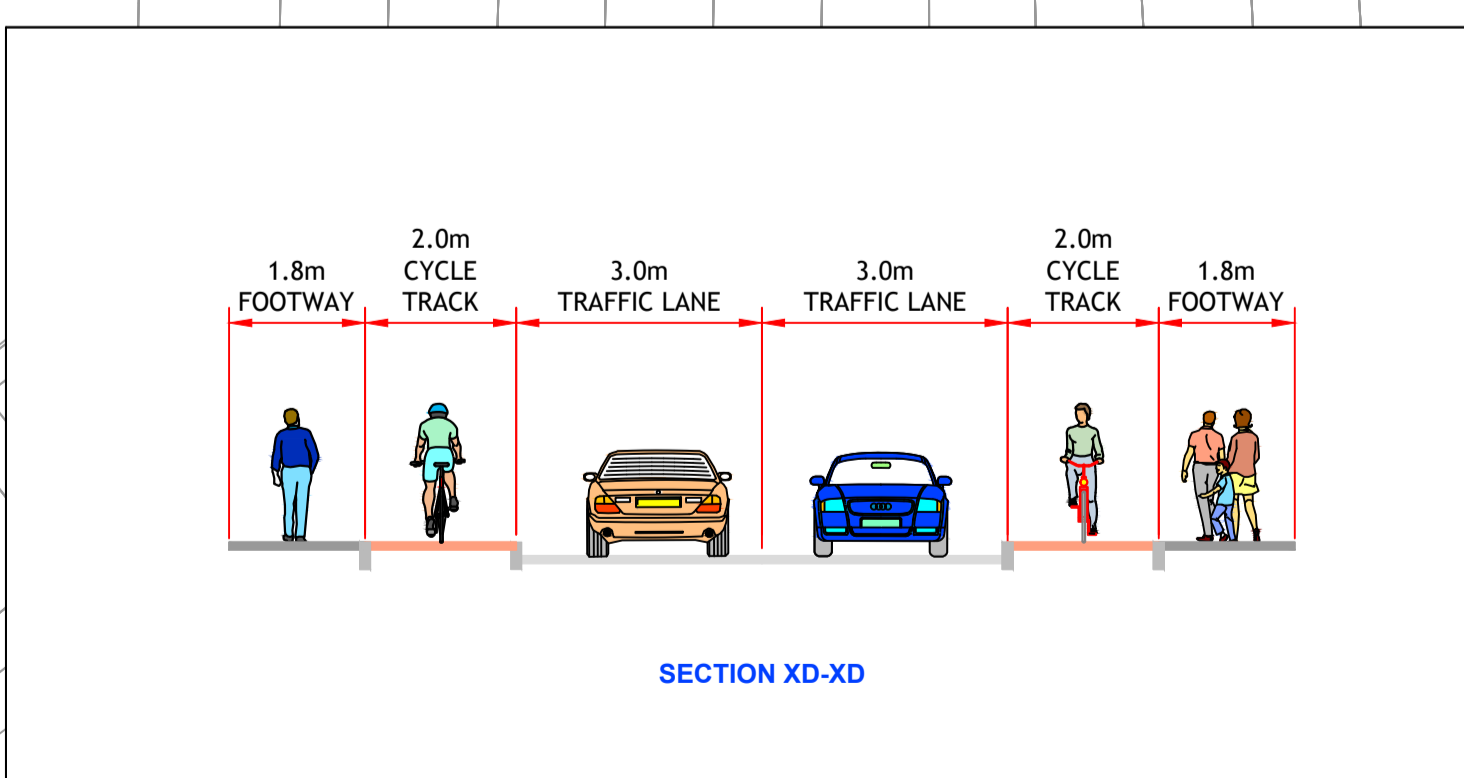 1.8m
FOOTWAY
2.0m
CYCLE
TRACK
3.0m
TRAFFIC LANE
3.0m
TRAFFIC LANE
2.0m
CYCLE
TRACK
1.8m
FOOTWAY
SECTION XD-XD